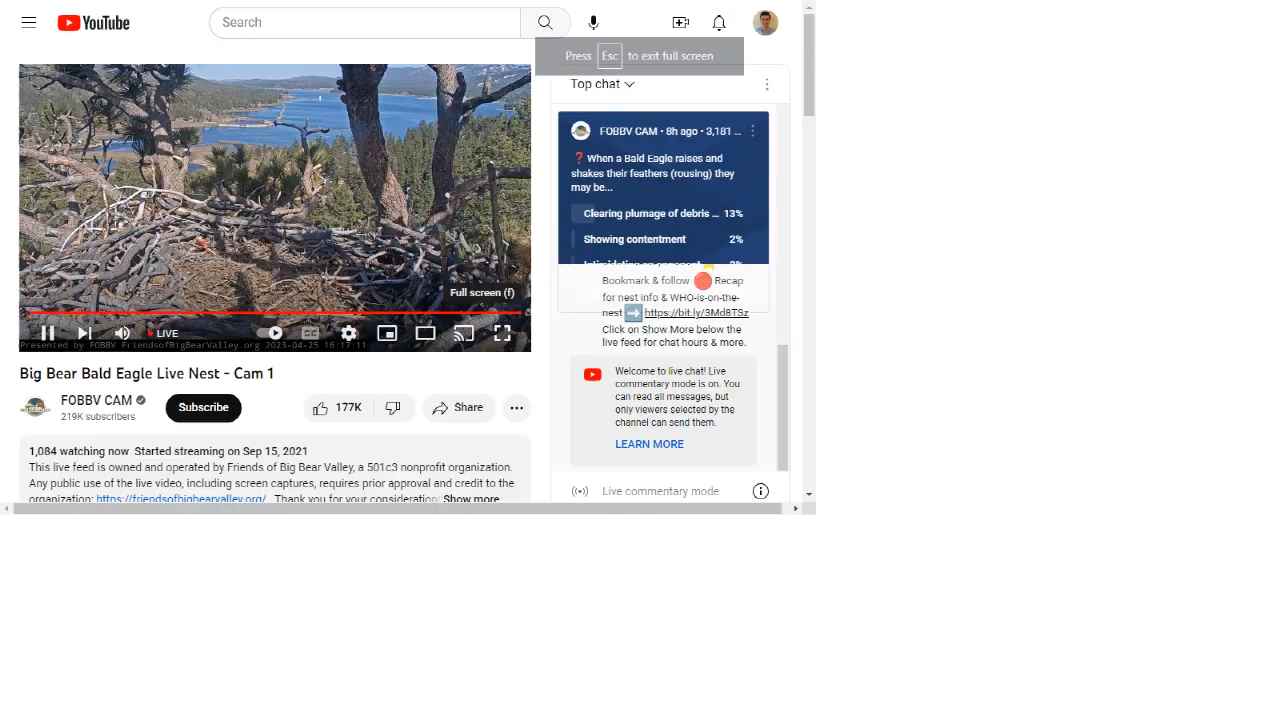 YouTube
Search
Press Esc to exit full screen
Top chat
FOBBV CAM • 8h ago • 3,181 ...
❓When a Bald Eagle raises and
shakes their feathers (rousing) they
may be...
Clearing plumage of debris ... 13%
Showing contentment 2%
Bookmark & follow 🔴 Recap
for nest info & WHO-is-on-the-
nest ➡️ https://bit.ly/3Md8TSz
Click on Show More below the
live feed for chat hours & more.
Welcome to live chat! Live
commentary mode is on. You
can read all messages, but
only viewers selected by the
channel can send them.
LEARN MORE
Live commentary mode
Full screen (f)
LIVE
Presented by FOBBV FriendsofBigBearValley.org 2023-04-25 16:17:11
Big Bear Bald Eagle Live Nest - Cam 1
FOBBV CAM
219K subscribers
Subscribe
177K
Share
1,084 watching now Started streaming on Sep 15, 2021
This live feed is owned and operated by Friends of Big Bear Valley, a 501c3 nonprofit organization.
Any public use of the live video, including screen captures, requires prior approval and credit to the
organization: https://friendsofbigbearvalley.org/ . Thank you for your consideration! Show more